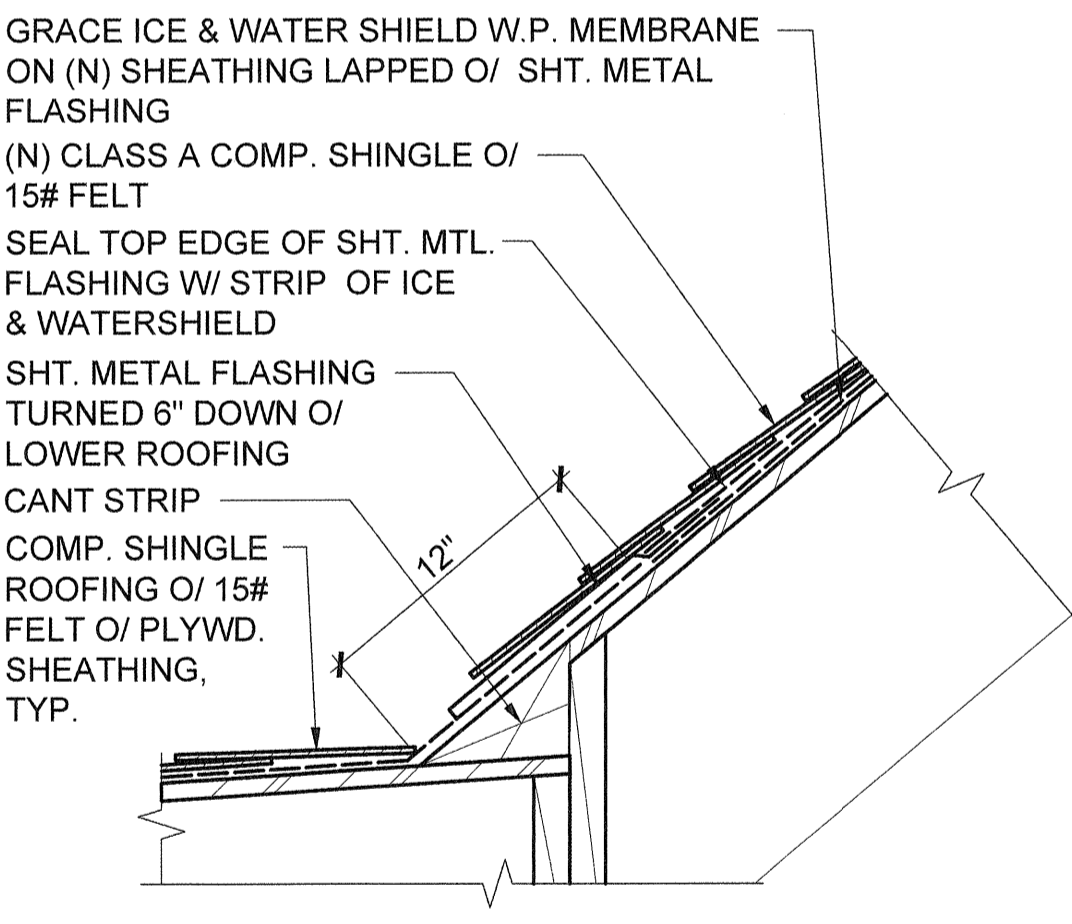 GRACE ICE & WATER SHIELD W.P. MEMBRANE
ON (N) SHEATHING LAPPED O/ SHT. METAL
FLASHING
(N) CLASS A COMP. SHINGLE O/
15# FELT
SEAL TOP EDGE OF SHT. MTL.
FLASHING W/ STRIP OF ICE
& WATERSHIELD
SHT. METAL FLASHING
TURNED 6" DOWN O/
LOWER ROOFING
CANT STRIP
COMP. SHINGLE
ROOFING O/ 15#
FELT O/ PLYWD.
SHEATHING,
TYP.
12"